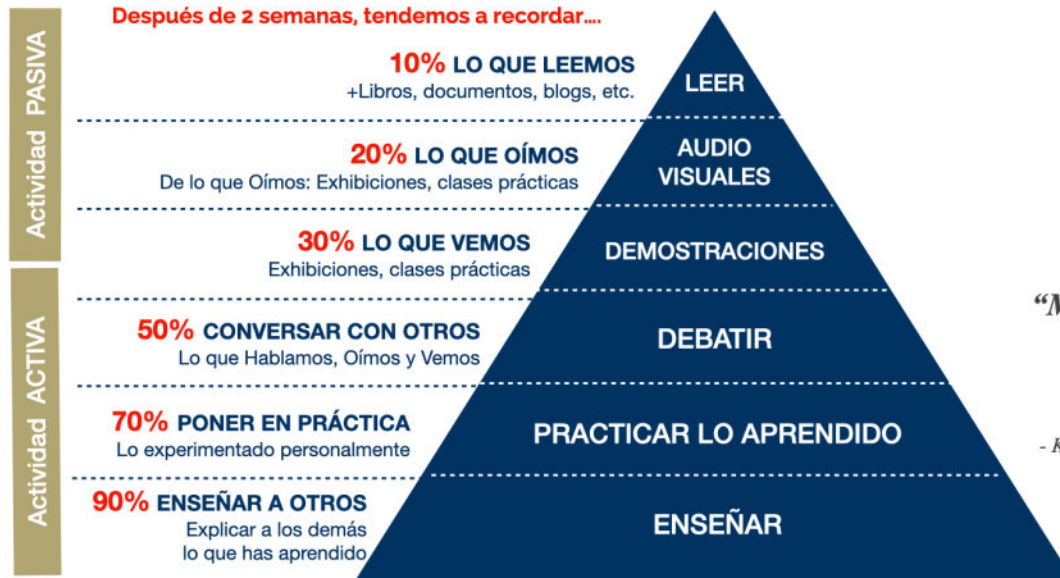 Después de 2 semanas, tendemos a recordar....
Actividad PASIVA
10% LO QUE LEEMOS
+Libros, documentos, blogs, etc.
LEER
20% LO QUE OÍMOS
De lo que Oímos: Exhibiciones, clases prácticas
AUDIO
VISUALES
30% LO QUE VEMOS
Exhibiciones, clases prácticas
DEMOSTRACIONES
Actividad ACTIVA
50% CONVERSAR CON OTROS
Lo que Hablamos, Oímos y Vemos
DEBATIR
70% PONER EN PRÁCTICA
Lo experimentado personalmente
PRACTICAR LO APRENDIDO
90% ENSEÑAR A OTROS
Explicar a los demás
lo que has aprendido
ENSEÑAR